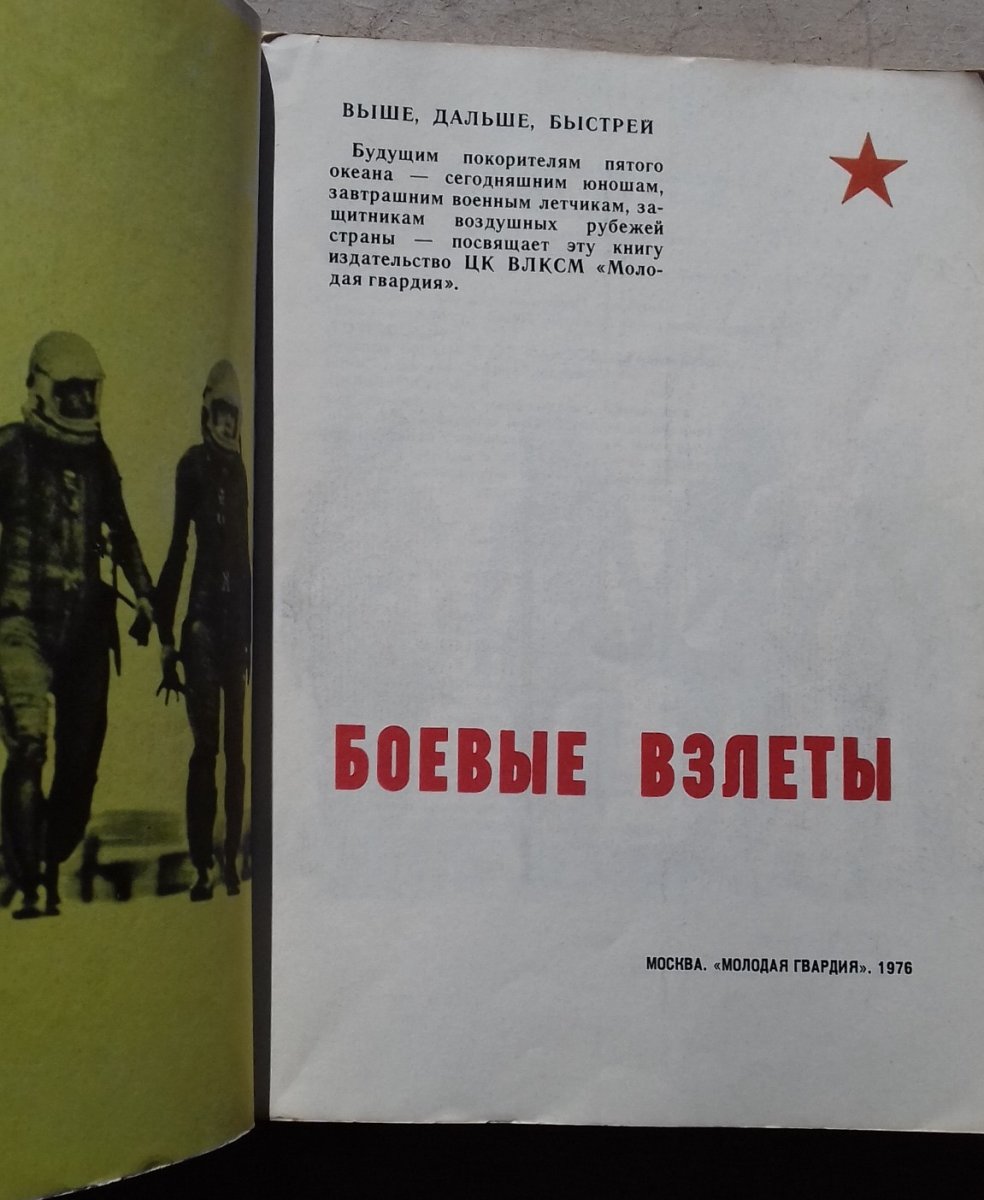 ВЫШЕ, ДАЛЬШЕ, БЫСТРЕЙ
Будущим покорителям пятого
океана — сегодняшним юношам,
завтрашним военным летчикам, за-
щитникам воздушных рубежей
страны — посвящает эту книгу
издательство ЦК ВЛКСМ «Моло-
дая гвардия».
БОЕВЫЕ ВЗЛЕТЫ
МОСКВА. «МОЛОДАЯ ГВАРДИЯ». 1976